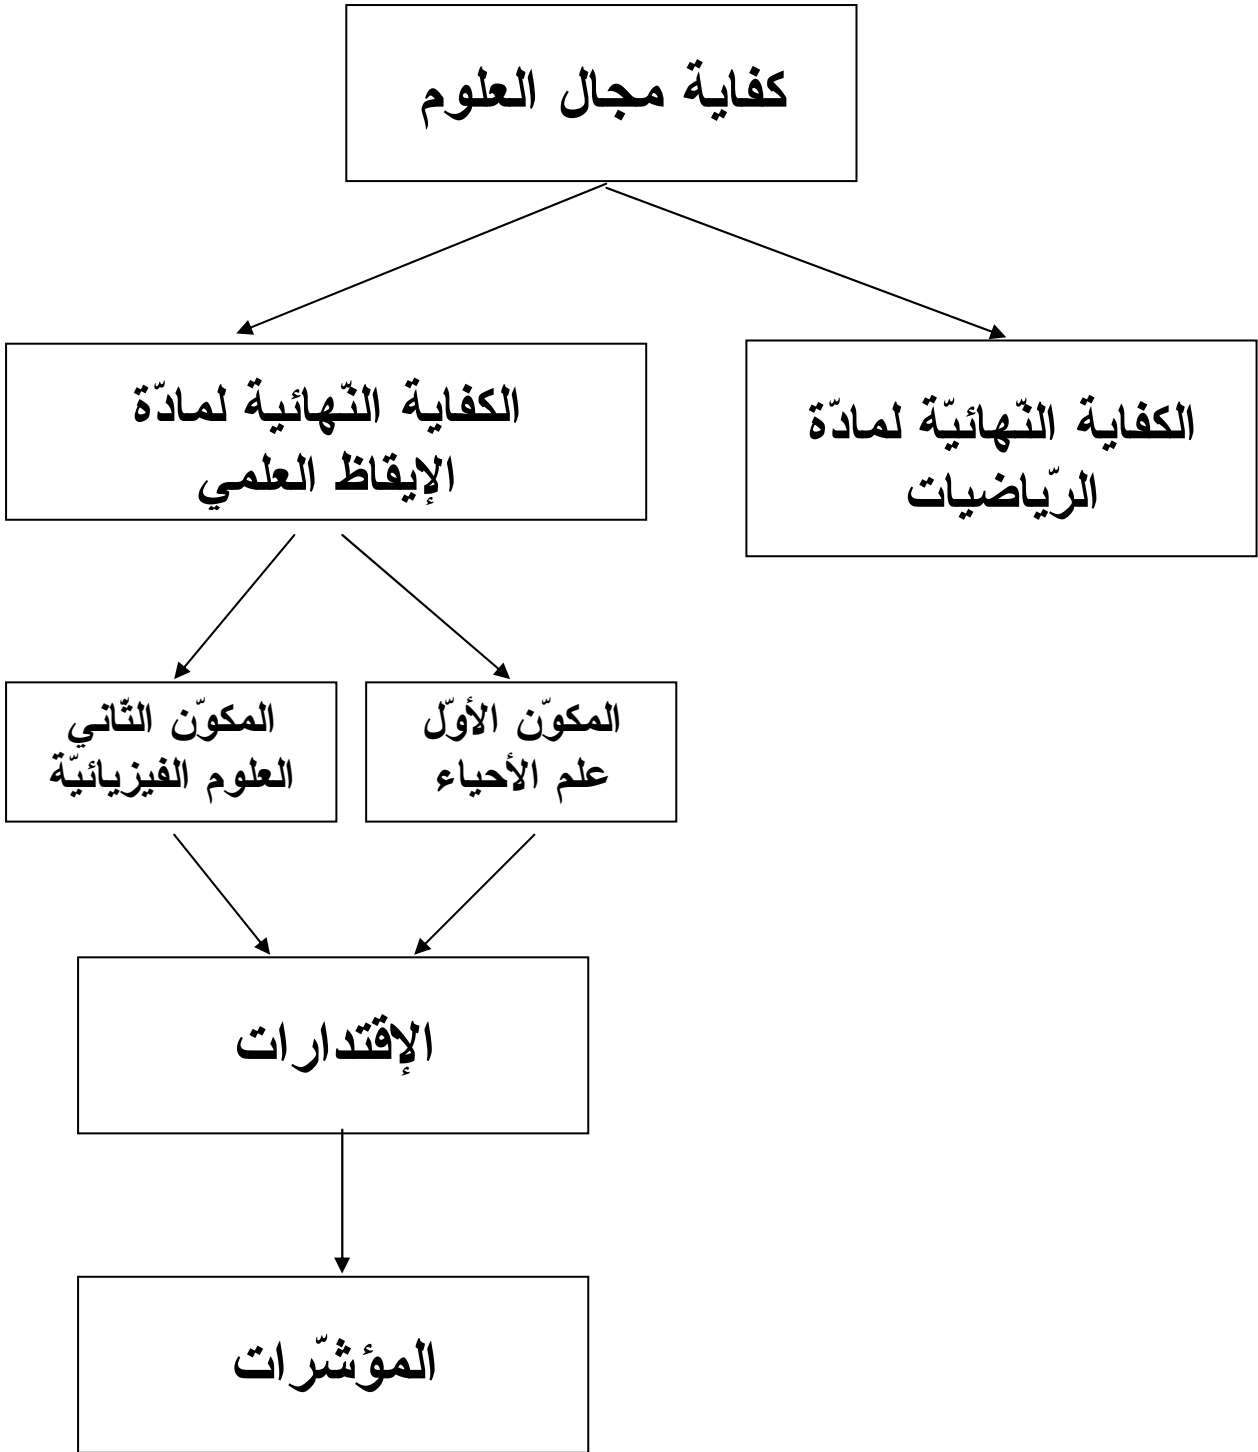 كفاية مجال العلوم
الكفاية النّهائيّة لمادّة
الرّياضيات
الكفاية النّهائية لمادّة
الإيقاظ العلمي
المكوّن الأوّل
علم الأحياء
المكوّن الثّاني
العلوم الفيزيائيّة
الإقتدارات
المؤشّرات